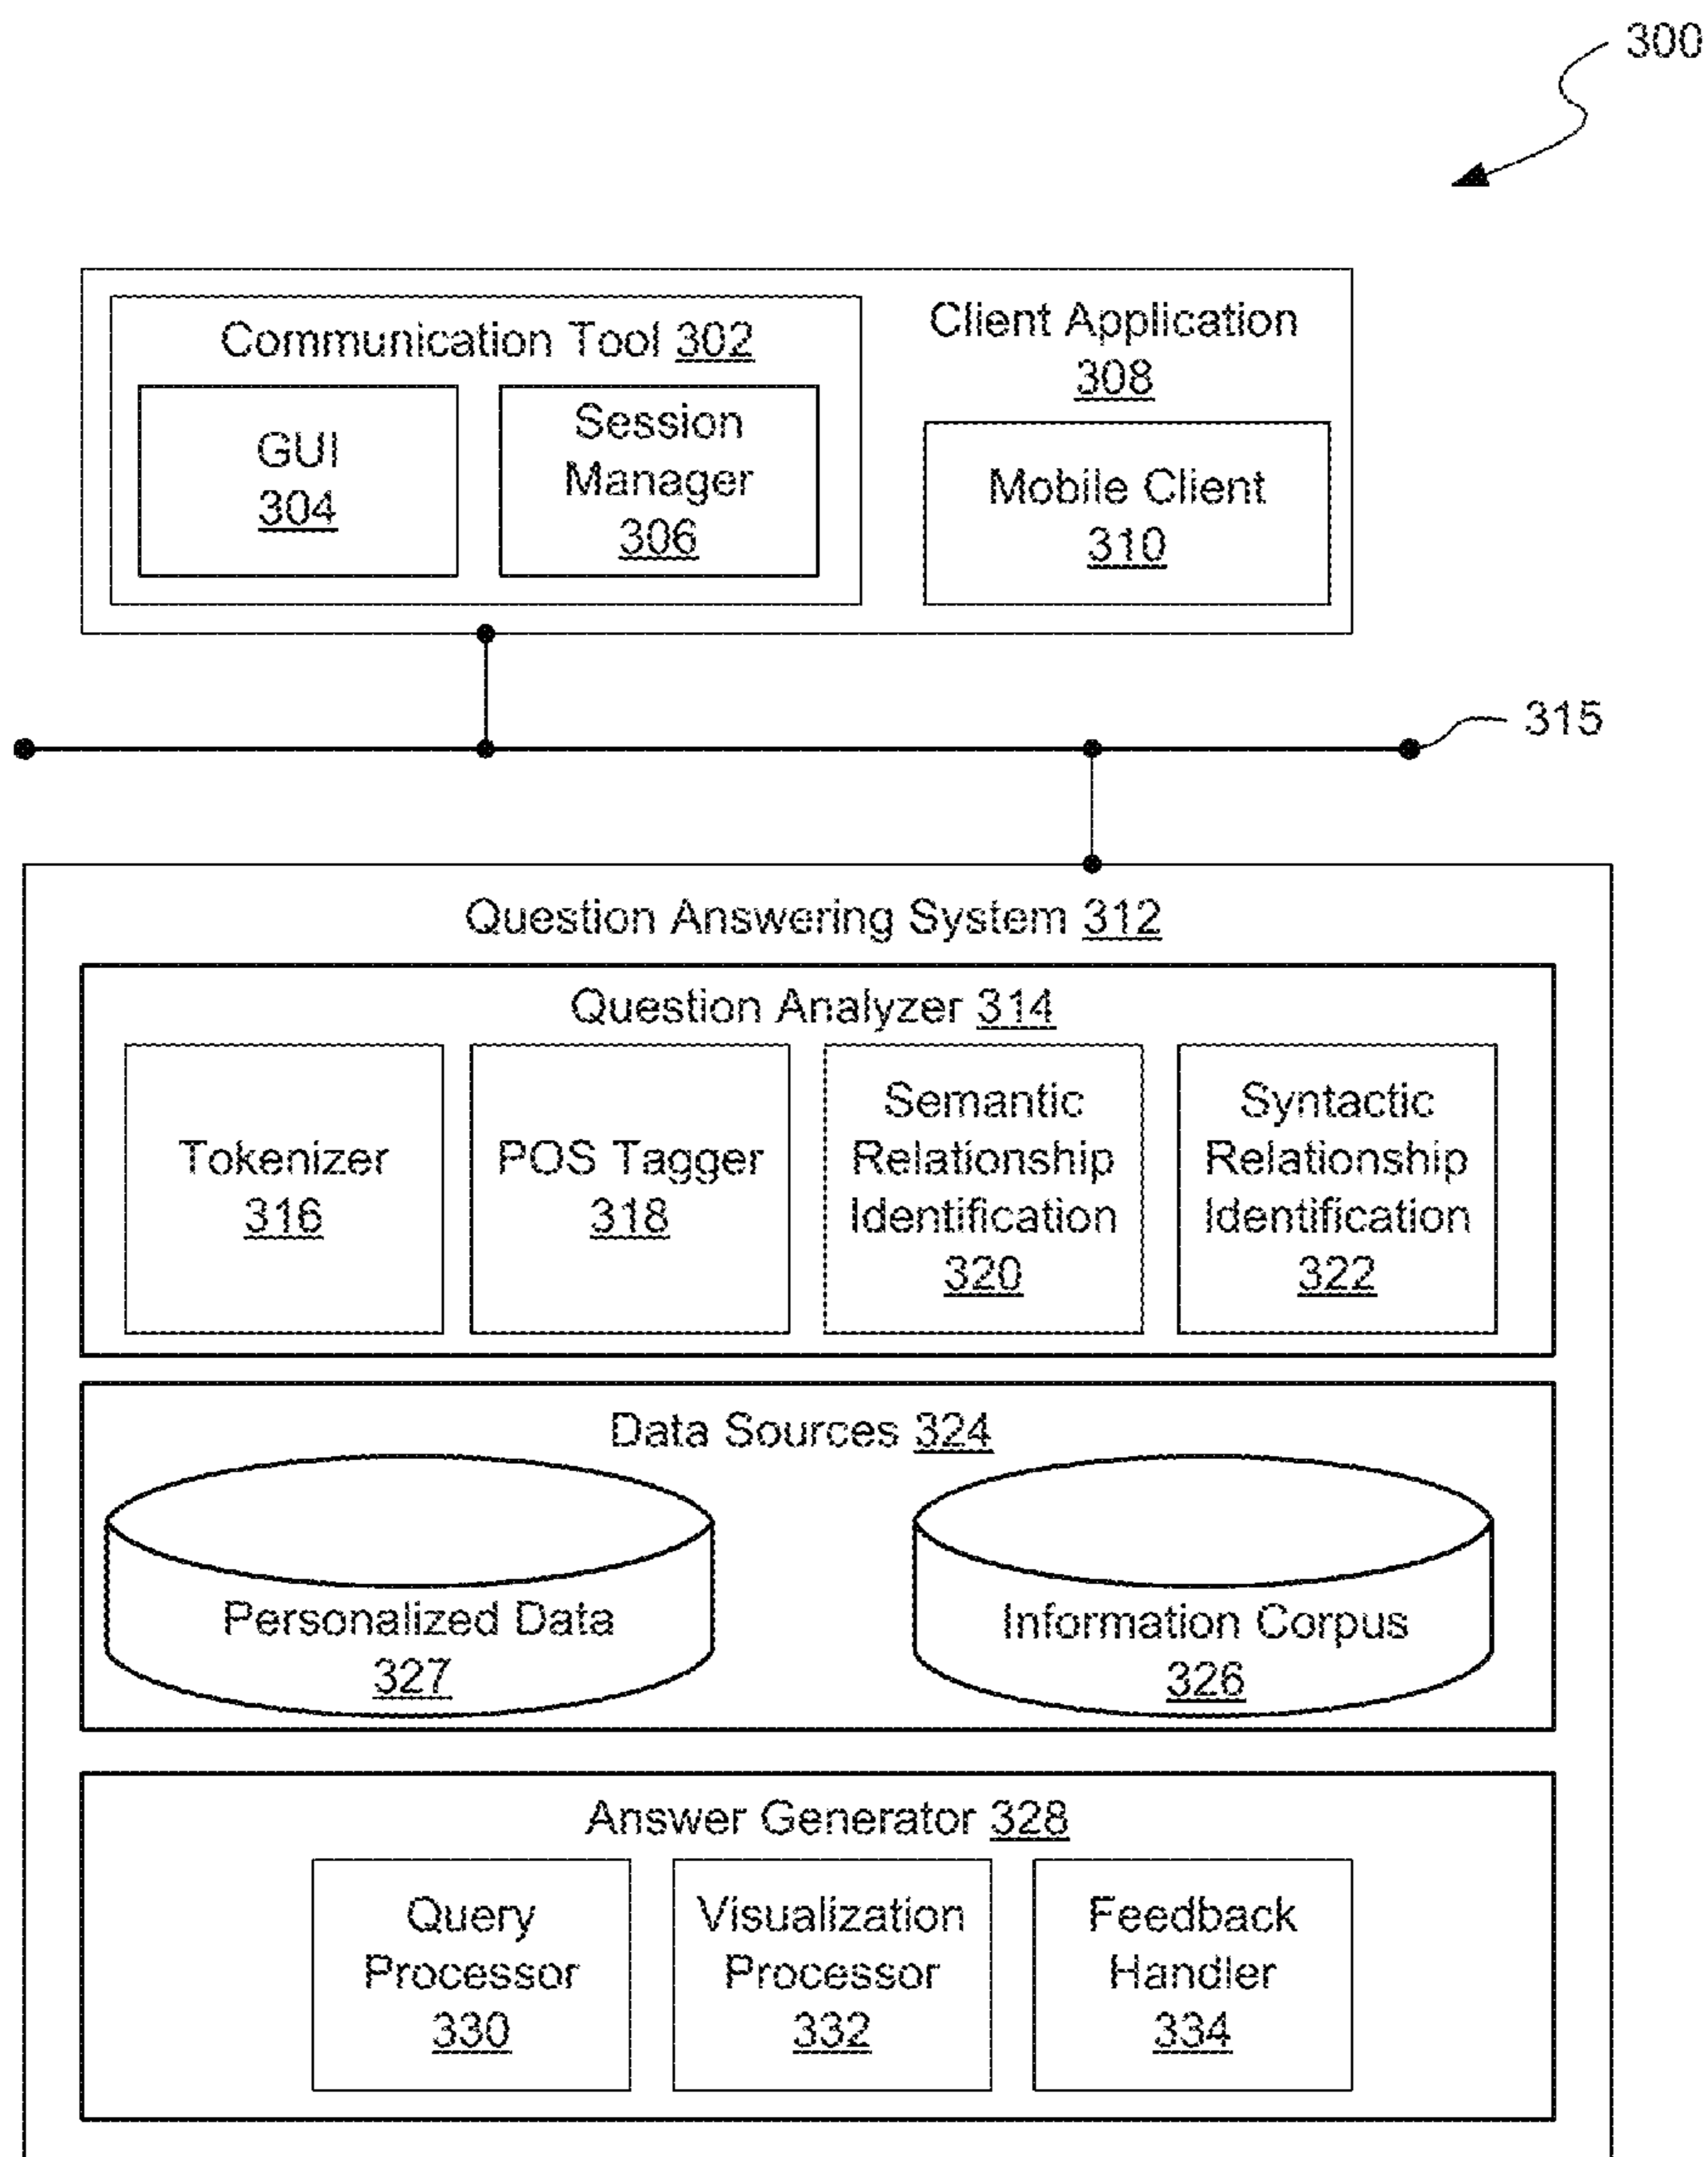 300
Communication Tool 302
GUI
304
Session
Manager
306
Client Application
308
Mobile Client
310
315
Question Answering System 312
Question Analyzer 314
Tokenizer
316
POS Tagger
318
Semantic
Relationship
Identification
320
Syntactic
Relationship
Identification
322
Data Sources 324
Personalized Data
327
Information Corpus
326
Answer Generator 328
Query
Processor
330
Visualization
Processor
332
Feedback
Handler
334